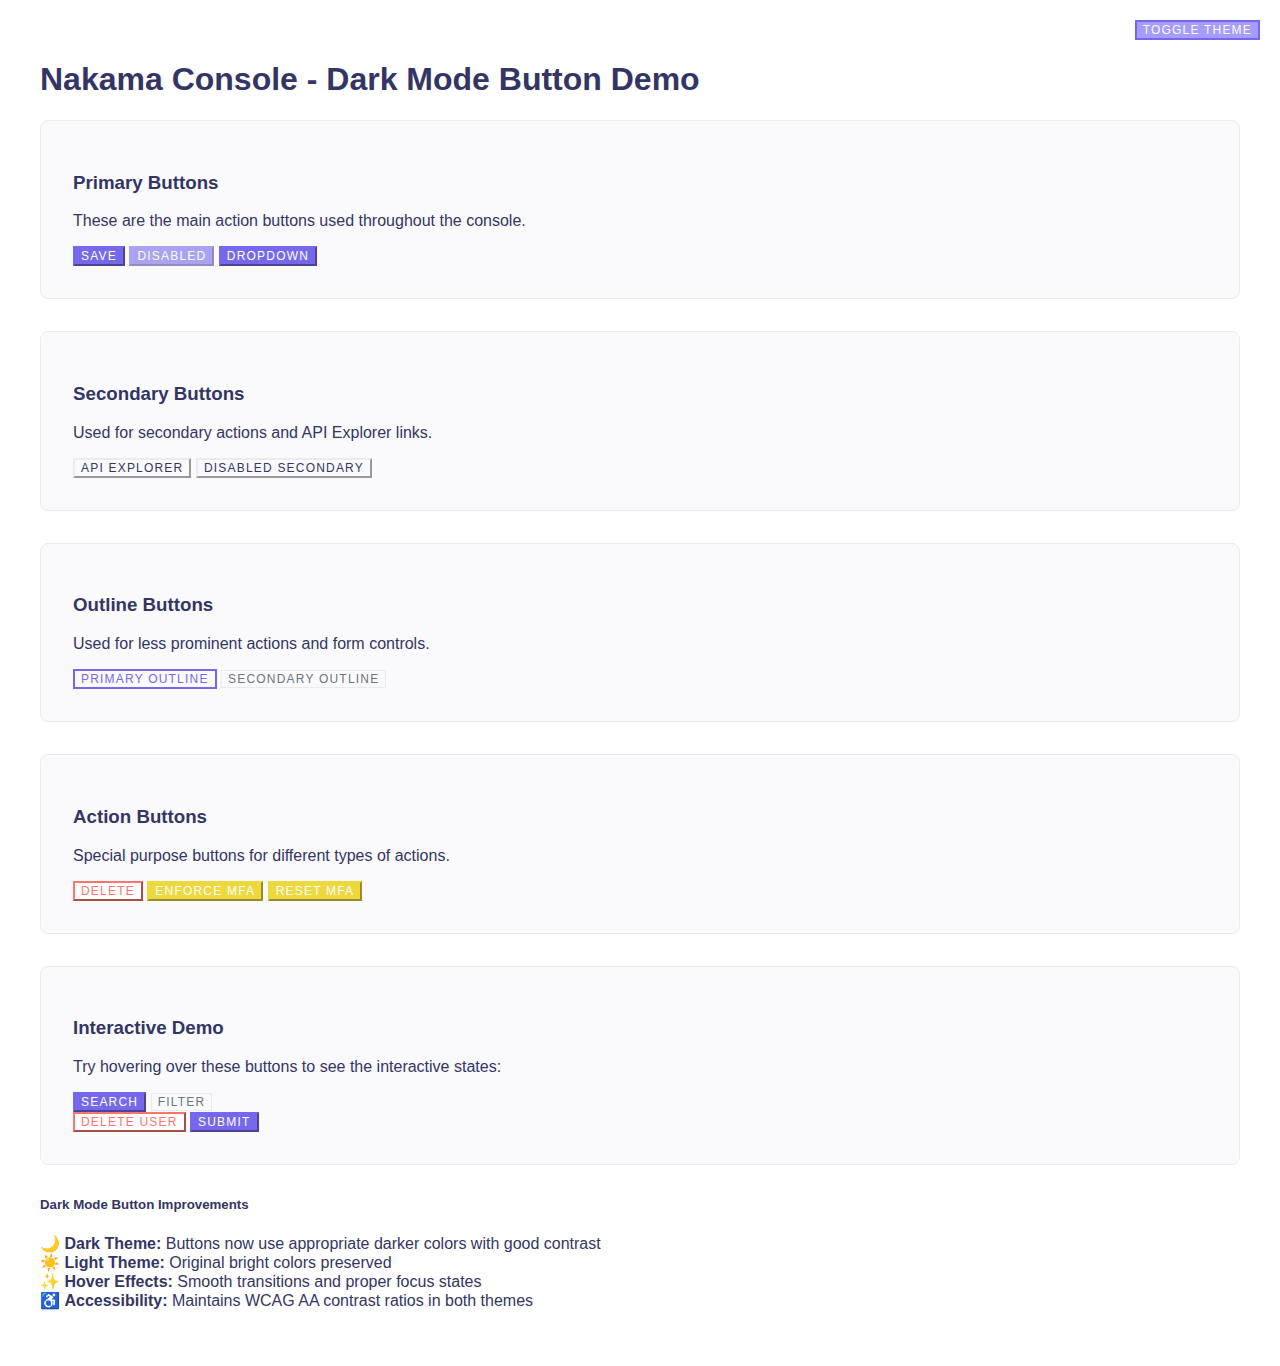 TOGGLE THEME
Nakama Console - Dark Mode Button Demo
Primary Buttons
These are the main action buttons used throughout the console.
SAVE DISABLED DROPDOWN
Secondary Buttons
Used for secondary actions and API Explorer links.
API EXPLORER DISABLED SECONDARY
Outline Buttons
Used for less prominent actions and form controls.
PRIMARY OUTLINE SECONDARY OUTLINE
Action Buttons
Special purpose buttons for different types of actions.
DELETE ENFORCE MFA RESET MFA
Interactive Demo
Try hovering over these buttons to see the interactive states:
SEARCH FILTER
DELETE USER SUBMIT
Dark Mode Button Improvements
🌙 Dark Theme: Buttons now use appropriate darker colors with good contrast
☀️ Light Theme: Original bright colors preserved
✨ Hover Effects: Smooth transitions and proper focus states
♿ Accessibility: Maintains WCAG AA contrast ratios in both themes